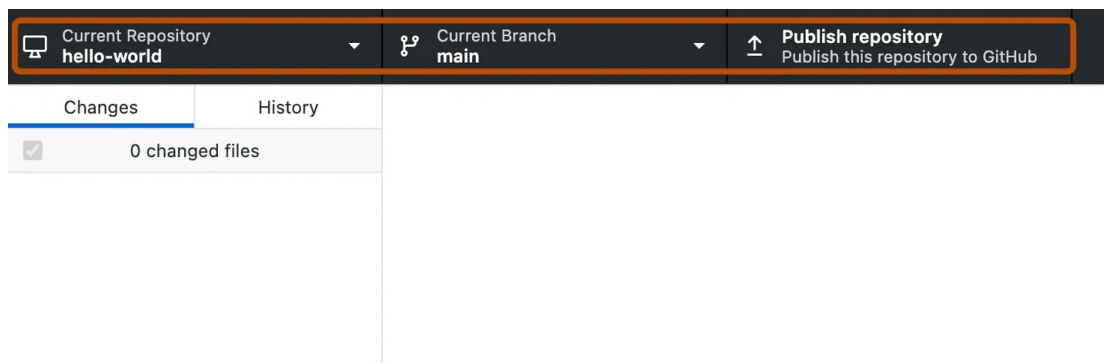 Current Repository
hello-world
Current Branch
main
Publish repository
Publish this repository to GitHub
Changes
History
0 changed files